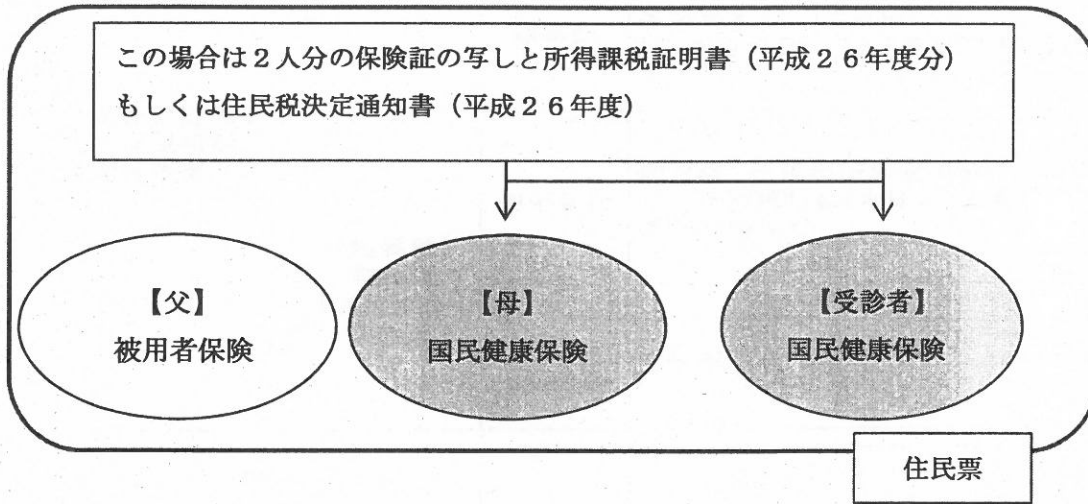 この場合は２人分の保険証の写しと所得課税証明書（平成２６年度分）
もしくは住民税決定通知書（平成２６年度）
【父】
被用者保険
【母】
国民健康保険
【受診者】
国民健康保険
住民票